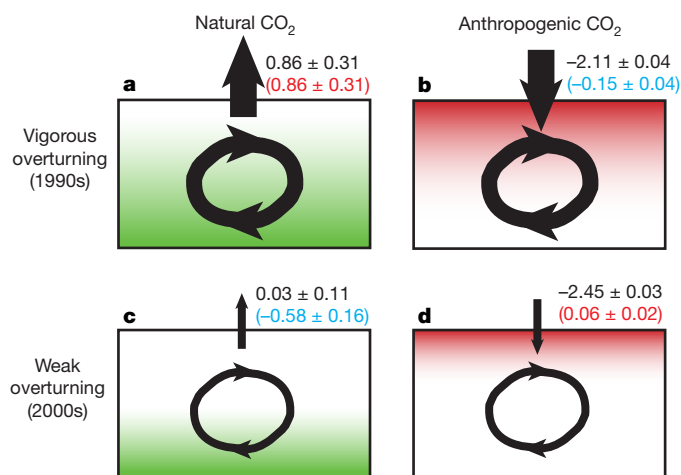 Natural CO₂
Anthropogenic CO₂
a
0.86 ± 0.31
(0.86 ± 0.31)
b
–2.11 ± 0.04
(–0.15 ± 0.04)
Vigorous
overturning
(1990s)
c
0.03 ± 0.11
(–0.58 ± 0.16)
d
–2.45 ± 0.03
(0.06 ± 0.02)
Weak
overturning
(2000s)